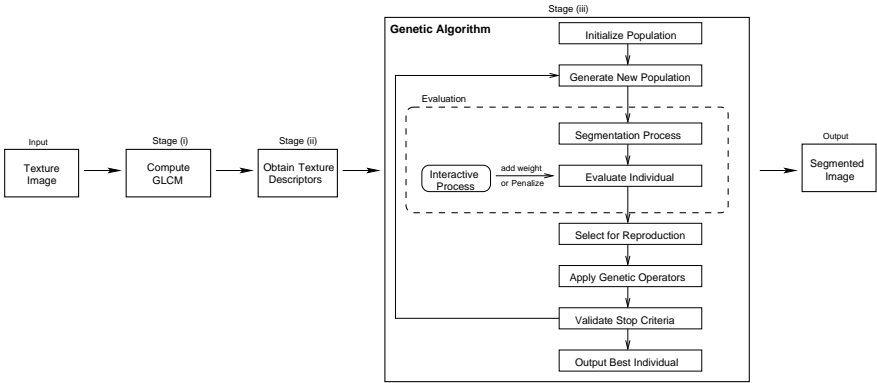 Stage (iii)
Genetic Algorithm
Initialize Population
Generate New Population
Evaluation
Segmentation Process
Input
Stage (i)
Stage (ii)
Output
Texture
Image
Compute
GLCM
Obtain Texture
Descriptors
Interactive
Process
add weight
or Penalize
Evaluate Individual
Segmented
Image
Select for Reproduction
Apply Genetic Operators
Validate Stop Criteria
Output Best Individual